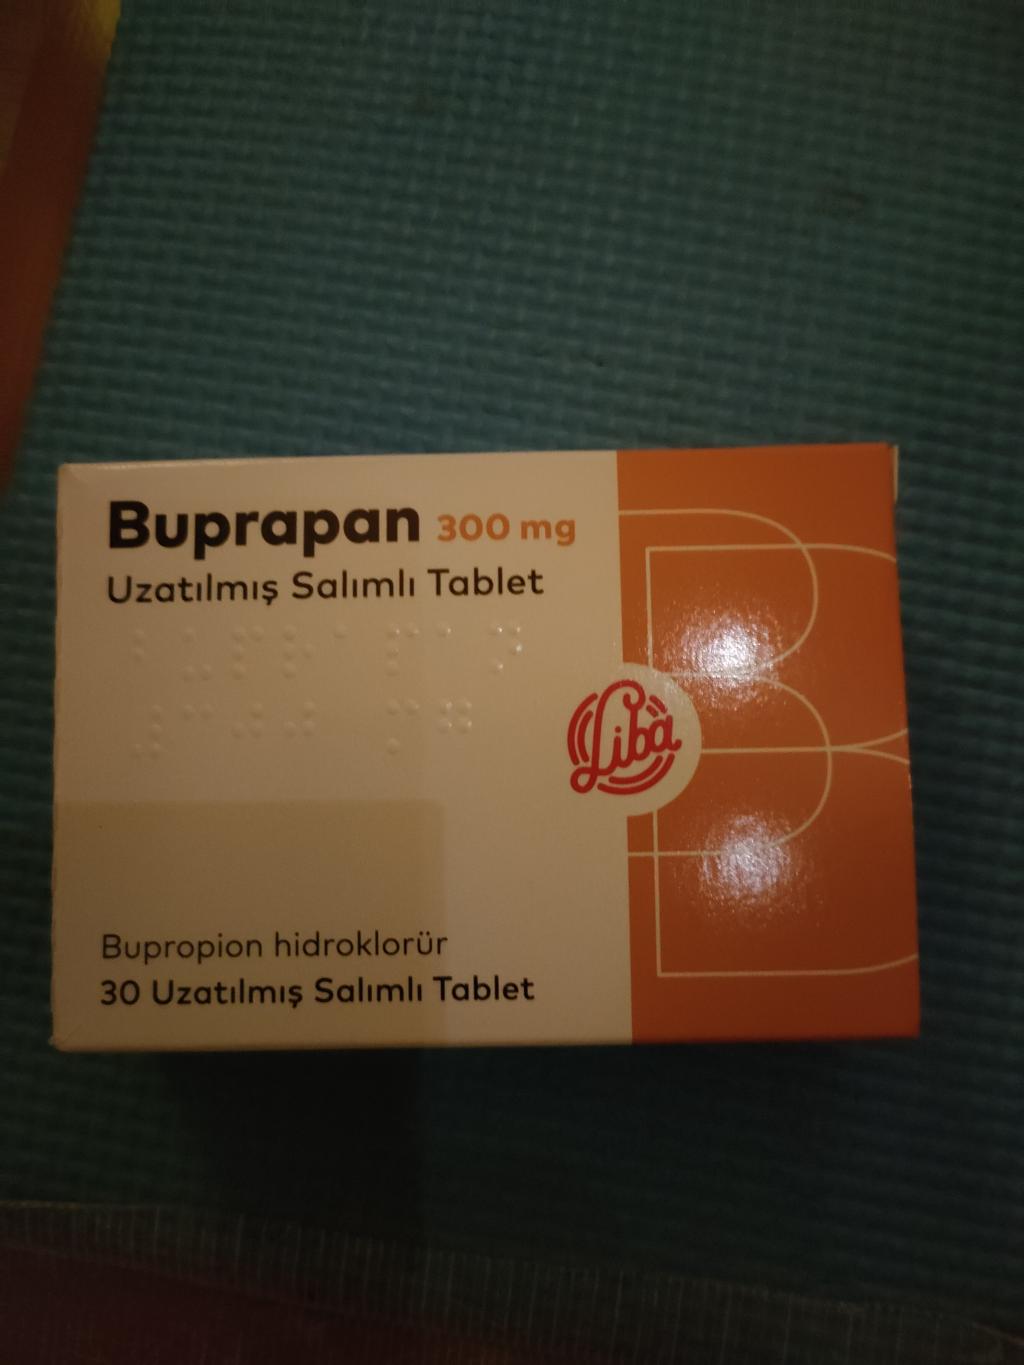 Buprapan 300 mg
Uzatılmış Salımlı Tablet
Liba
Bupropion hidroklorür
30 Uzatılmış Salımlı Tablet